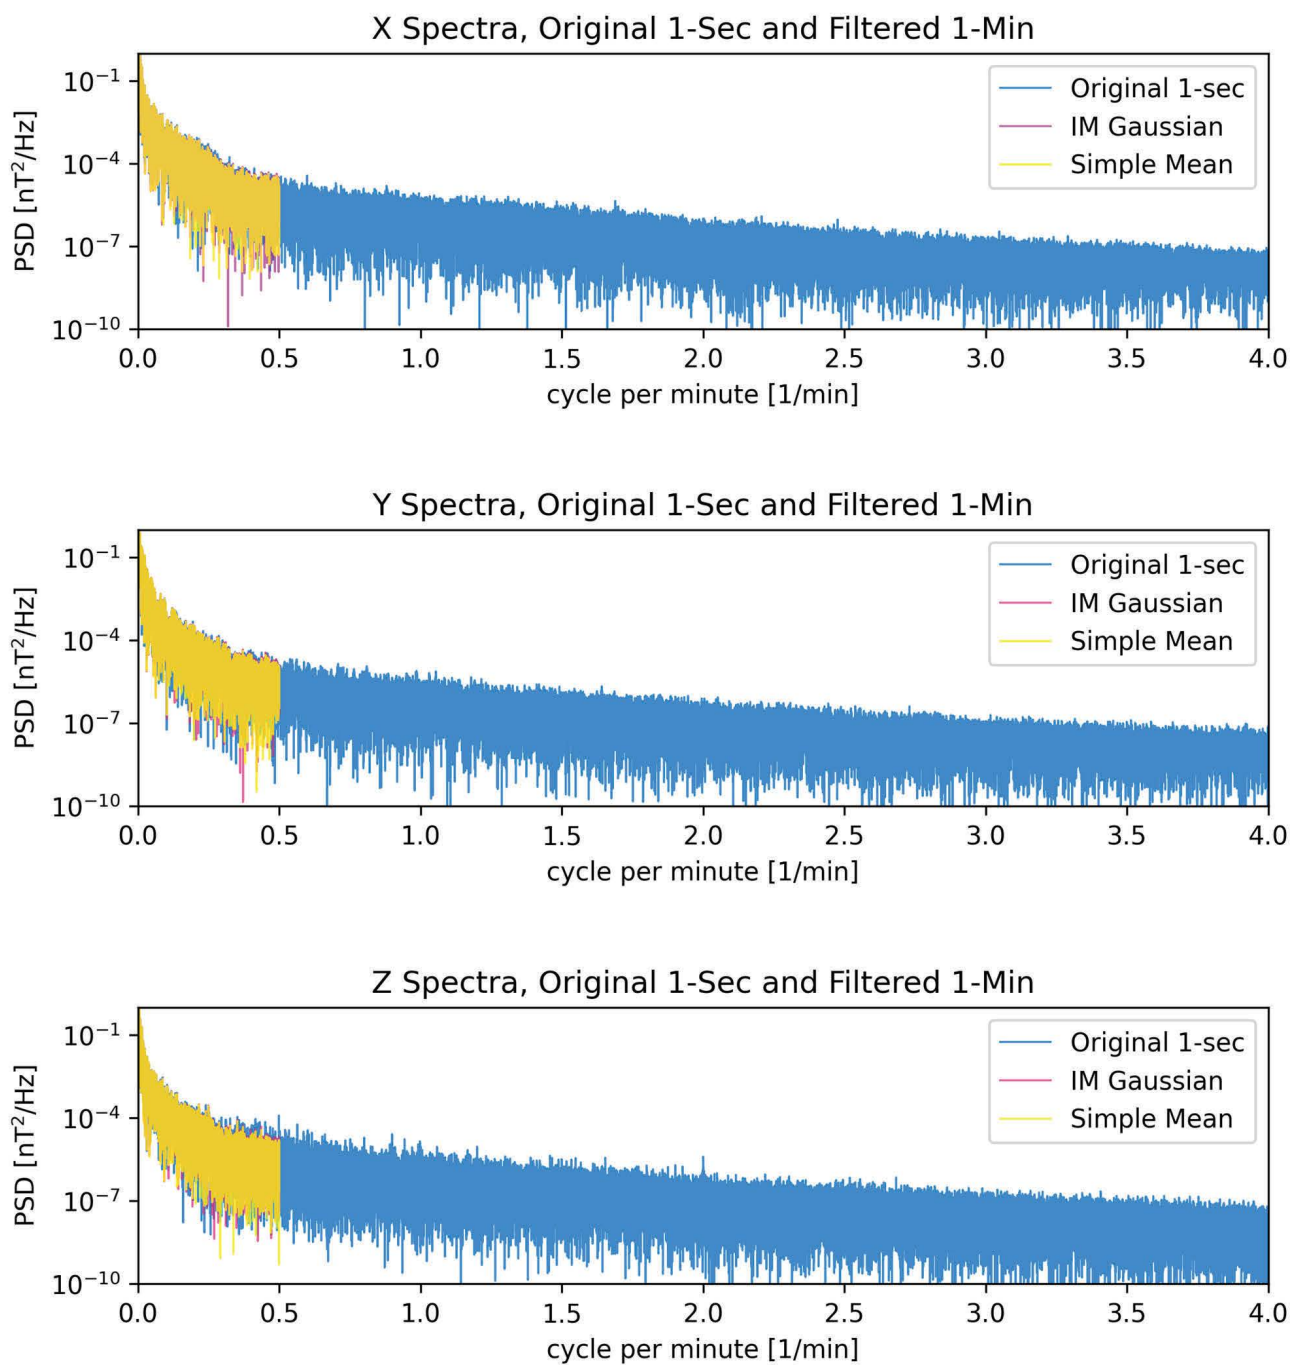 X Spectra, Original 1-Sec and Filtered 1-Min
PSD [nT²/Hz]
10⁻¹
10⁻⁴
10⁻⁷
10⁻¹⁰
Original 1-sec
IM Gaussian
Simple Mean
0.0 0.5 1.0 1.5 2.0 2.5 3.0 3.5 4.0
cycle per minute [1/min]
Y Spectra, Original 1-Sec and Filtered 1-Min
PSD [nT²/Hz]
10⁻¹
10⁻⁴
10⁻⁷
10⁻¹⁰
Original 1-sec
IM Gaussian
Simple Mean
0.0 0.5 1.0 1.5 2.0 2.5 3.0 3.5 4.0
cycle per minute [1/min]
Z Spectra, Original 1-Sec and Filtered 1-Min
PSD [nT²/Hz]
10⁻¹
10⁻⁴
10⁻⁷
10⁻¹⁰
Original 1-sec
IM Gaussian
Simple Mean
0.0 0.5 1.0 1.5 2.0 2.5 3.0 3.5 4.0
cycle per minute [1/min]